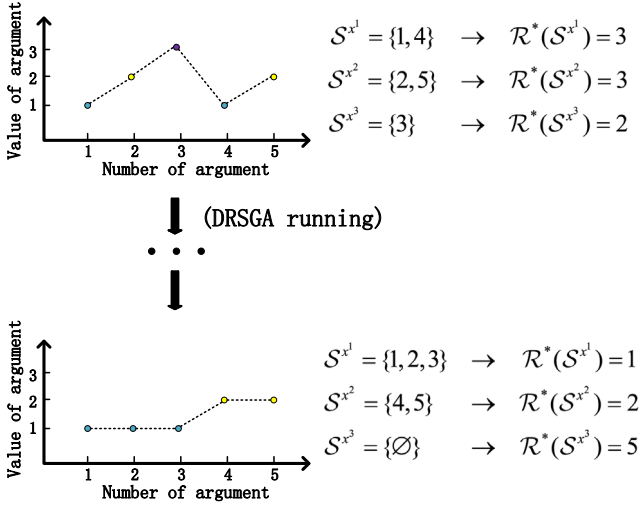 Value of argument
3
2
1
1 2 3 4 5
Number of argument
𝒮^{x^1} = {1,4} → ℛ^*(𝒮^{x^1}) = 3
𝒮^{x^2} = {2,5} → ℛ^*(𝒮^{x^2}) = 3
𝒮^{x^3} = {3} → ℛ^*(𝒮^{x^3}) = 2
(DRSGA running)
• • •
Value of argument
3
2
1
1 2 3 4 5
Number of argument
𝒮^{x^1} = {1,2,3} → ℛ^*(𝒮^{x^1}) = 1
𝒮^{x^2} = {4,5} → ℛ^*(𝒮^{x^2}) = 2
𝒮^{x^3} = {∅} → ℛ^*(𝒮^{x^3}) = 5